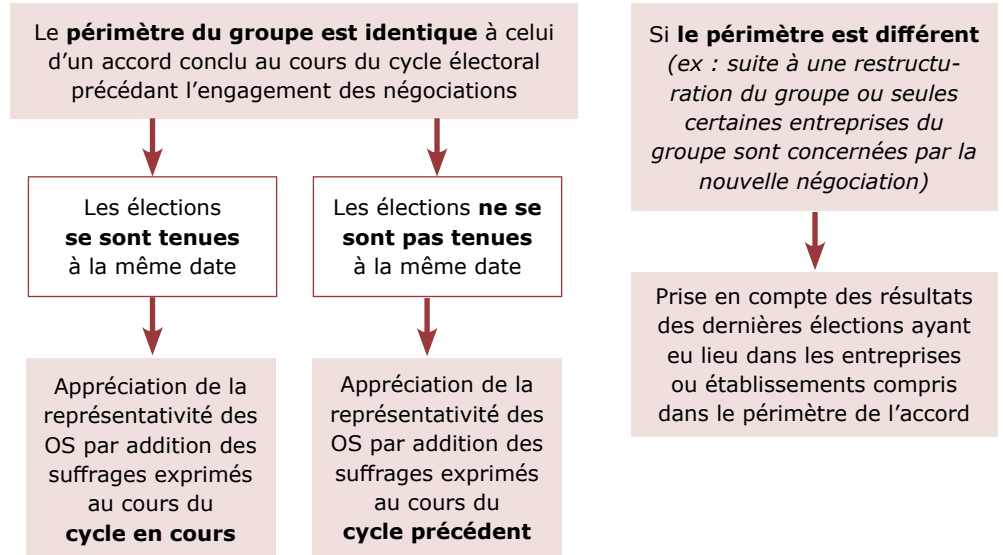 Le périmètre du groupe est identique à celui
d'un accord conclu au cours du cycle électoral
précédant l'engagement des négociations
Les élections
se sont tenues
à la même date
Appréciation de la
représentativité des
OS par addition des
suffrages exprimés
au cours du
cycle en cours
Les élections ne se
sont pas tenues
à la même date
Appréciation de la
représentativité des
OS par addition des
suffrages exprimés
au cours du
cycle précédent
Si le périmètre est différent
(ex : suite à une restructu-
ration du groupe ou seules
certaines entreprises du
groupe sont concernées par la
nouvelle négociation)
Prise en compte des résultats
des dernières élections ayant
eu lieu dans les entreprises
ou établissements compris
dans le périmètre de l'accord